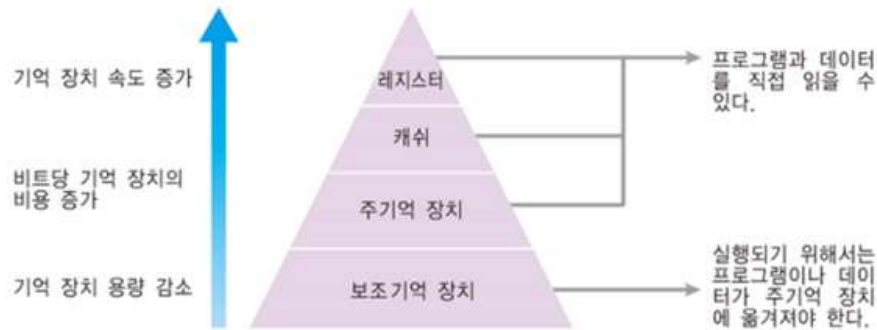 기억 장치 속도 증가
비트당 기억 장치의
비용 증가
기억 장치 용량 감소
레지스터
캐쉬
주기억 장치
보조기억 장치
프로그램과 데이터
를 직접 읽을 수
있다.
실행되기 위해서는
프로그램이나 데이
터가 주기억 장치
에 옮겨져야 한다.